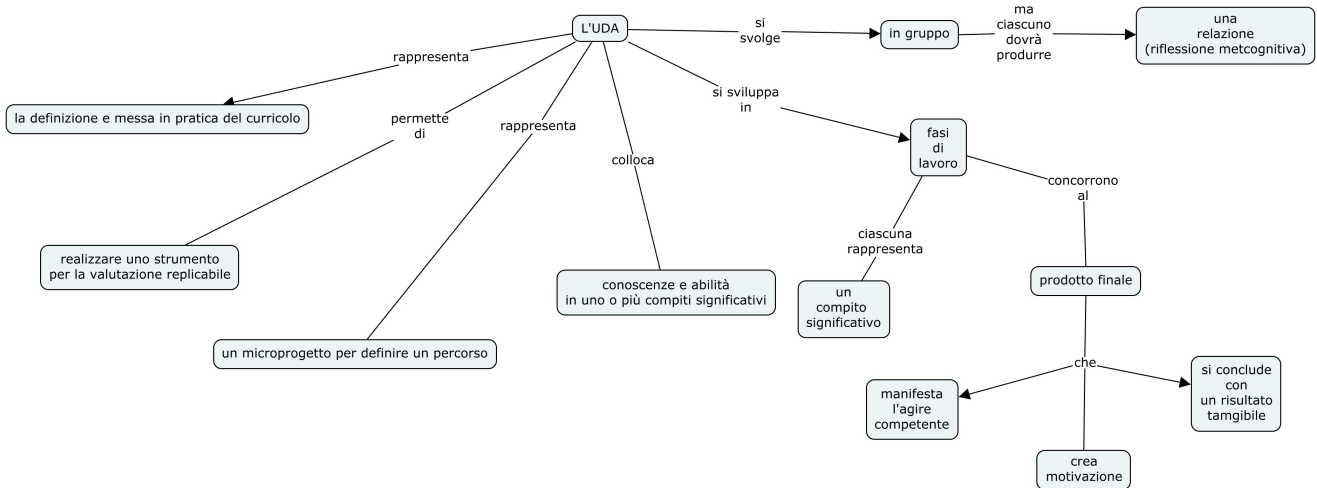 L'UDA
si
svolge
in gruppo
ma
ciascuno
dovrà
produrre
una
relazione
(riflessione metcognitiva)
rappresenta
la definizione e messa in pratica del curricolo
permette
di
realizzare uno strumento
per la valutazione replicabile
rappresenta
un microprogetto per definire un percorso
colloca
conoscenze e abilità
in uno o più compiti significativi
si sviluppa
in
fasi
di
lavoro
ciascuna
rappresenta
un
compito
significativo
concorrono
al
prodotto finale
che
manifesta
l'agire
competente
crea
motivazione
si conclude
con
un risultato
tamgibile